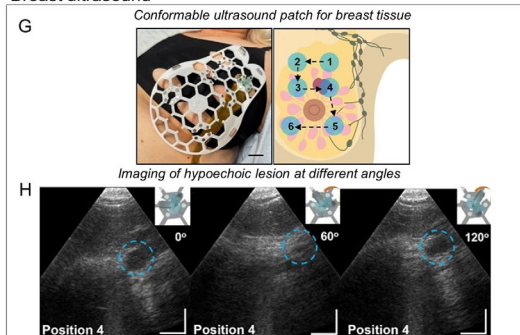 Breast ultrasound
G
Conformable ultrasound patch for breast tissue
2 1
3 4
6 5
Imaging of hypoechoic lesion at different angles
H
0° 60° 120°
Position 4 Position 4 Position 4